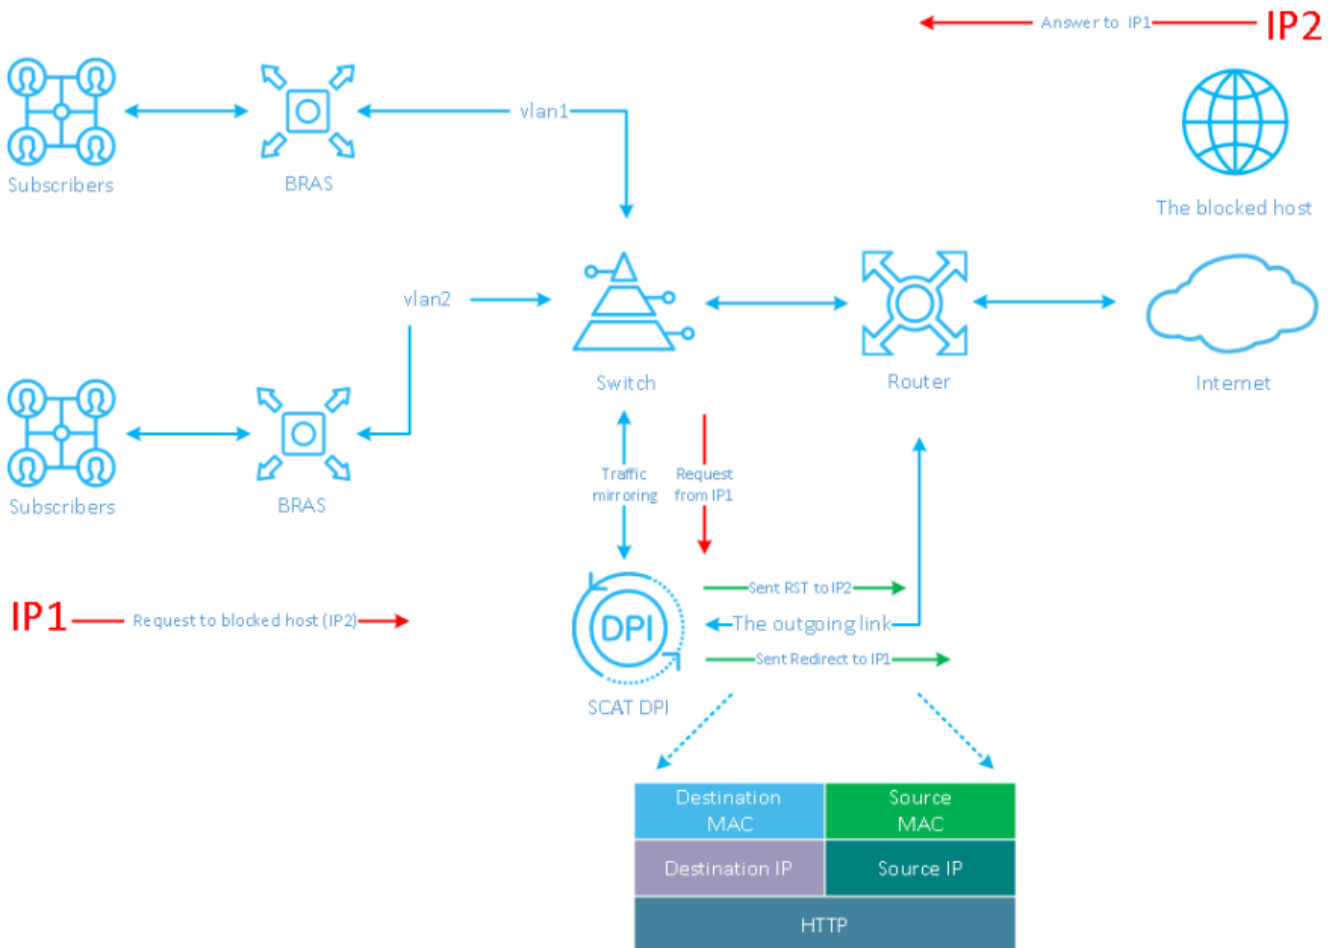 Answer to IP1
IP2
vlan1
Subscribers
BRAS
The blocked host
vlan2
Switch
Router
Internet
Traffic
mirroring
Request
from IP1
Subscribers
BRAS
Sent RST to IP2
IP1
Request to blocked host (IP2)
DPI
The outgoing link
Sent Redirect to IP1
SCAT DPI
Destination
MAC
Source
MAC
Destination IP
Source IP
HTTP